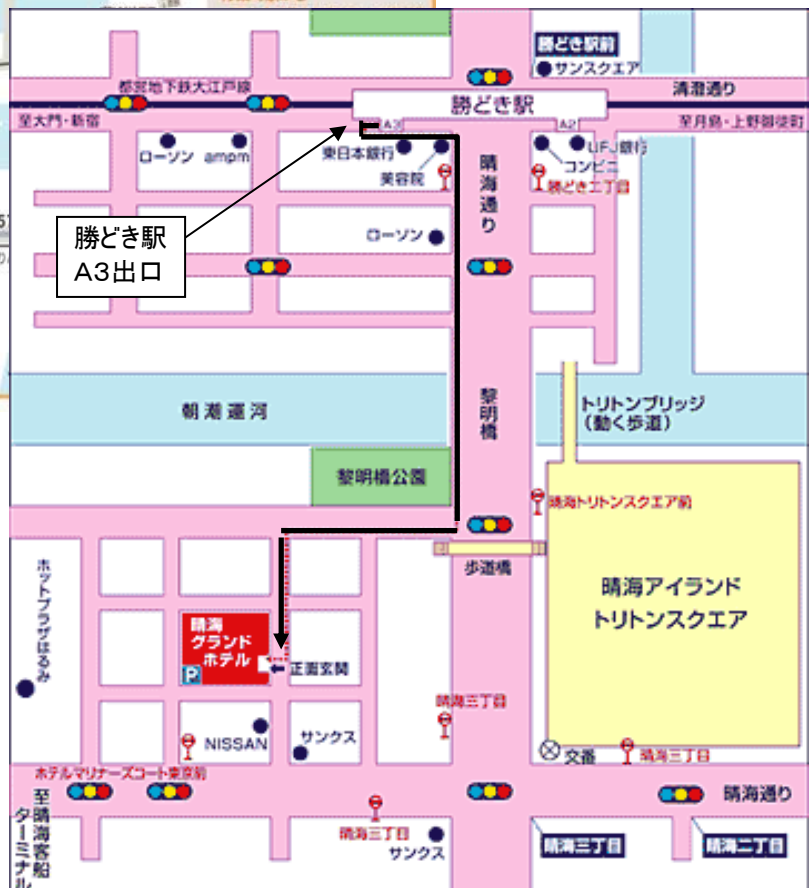 勝どき駅前
サンスクエア
都営地下鉄大江戸線
清澄通り
勝どき駅
至大門・新宿
A3
A2
至月島・上野御徒町
ローソン
ampm
東日本銀行
美容院
UFJ銀行
コンビニ
勝どき二丁目
晴海通り
勝どき駅
A3出口
ローソン
朝潮運河
黎明橋
トリトンブリッジ
(動く歩道)
黎明橋公園
晴海トリトンスクエア前
歩道橋
晴海アイランド
トリトンスクエア
ホットプラザはるみ
晴海
グランド
ホテル
P
正面玄関
晴海三丁目
NISSAN
サンクス
交番
晴海三丁目
ホテルマリナーズコート東京前
至晴海客船
ターミナル
晴海通り
晴海三丁目
サンクス
晴海三丁目
晴海二丁目